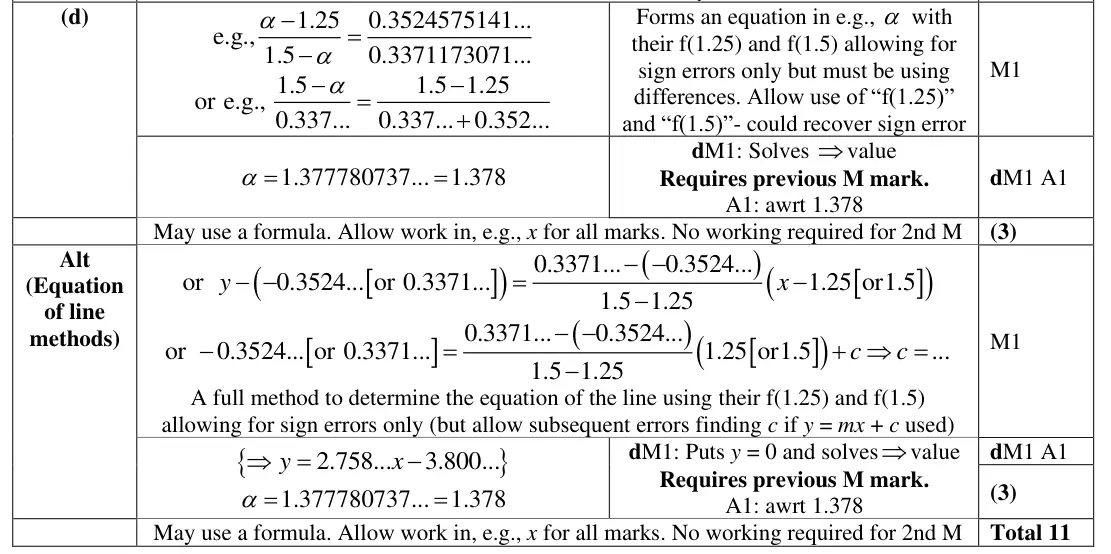 (d)
e.g., (α − 1.25)/(1.5 − α) = 0.3524575141.../0.3371173071...
or e.g., (1.5 − α)/0.337... = (1.5 − 1.25)/(0.337... + 0.352...)
Forms an equation in e.g., α with
their f(1.25) and f(1.5) allowing for
sign errors only but must be using
differences. Allow use of “f(1.25)”
and “f(1.5)”- could recover sign error
M1
α = 1.377780737... = 1.378
dM1: Solves ⇒ value
Requires previous M mark.
A1: awrt 1.378
dM1 A1
May use a formula. Allow work in, e.g., x for all marks. No working required for 2nd M
(3)
Alt
(Equation
of line
methods)
or y − (−0.3524...[or 0.3371...]) = (0.3371... − (−0.3524...))/(1.5 − 1.25) (x − 1.25[or1.5])
or −0.3524...[or 0.3371...] = (0.3371... − (−0.3524...))/(1.5 − 1.25) (1.25[or1.5]) + c ⇒ c = ...
A full method to determine the equation of the line using their f(1.25) and f(1.5)
allowing for sign errors only (but allow subsequent errors finding c if y = mx + c used)
M1
{⇒ y = 2.758...x − 3.800...}
α = 1.377780737... = 1.378
dM1: Puts y = 0 and solves ⇒ value
Requires previous M mark.
A1: awrt 1.378
dM1 A1
(3)
May use a formula. Allow work in, e.g., x for all marks. No working required for 2nd M
Total 11